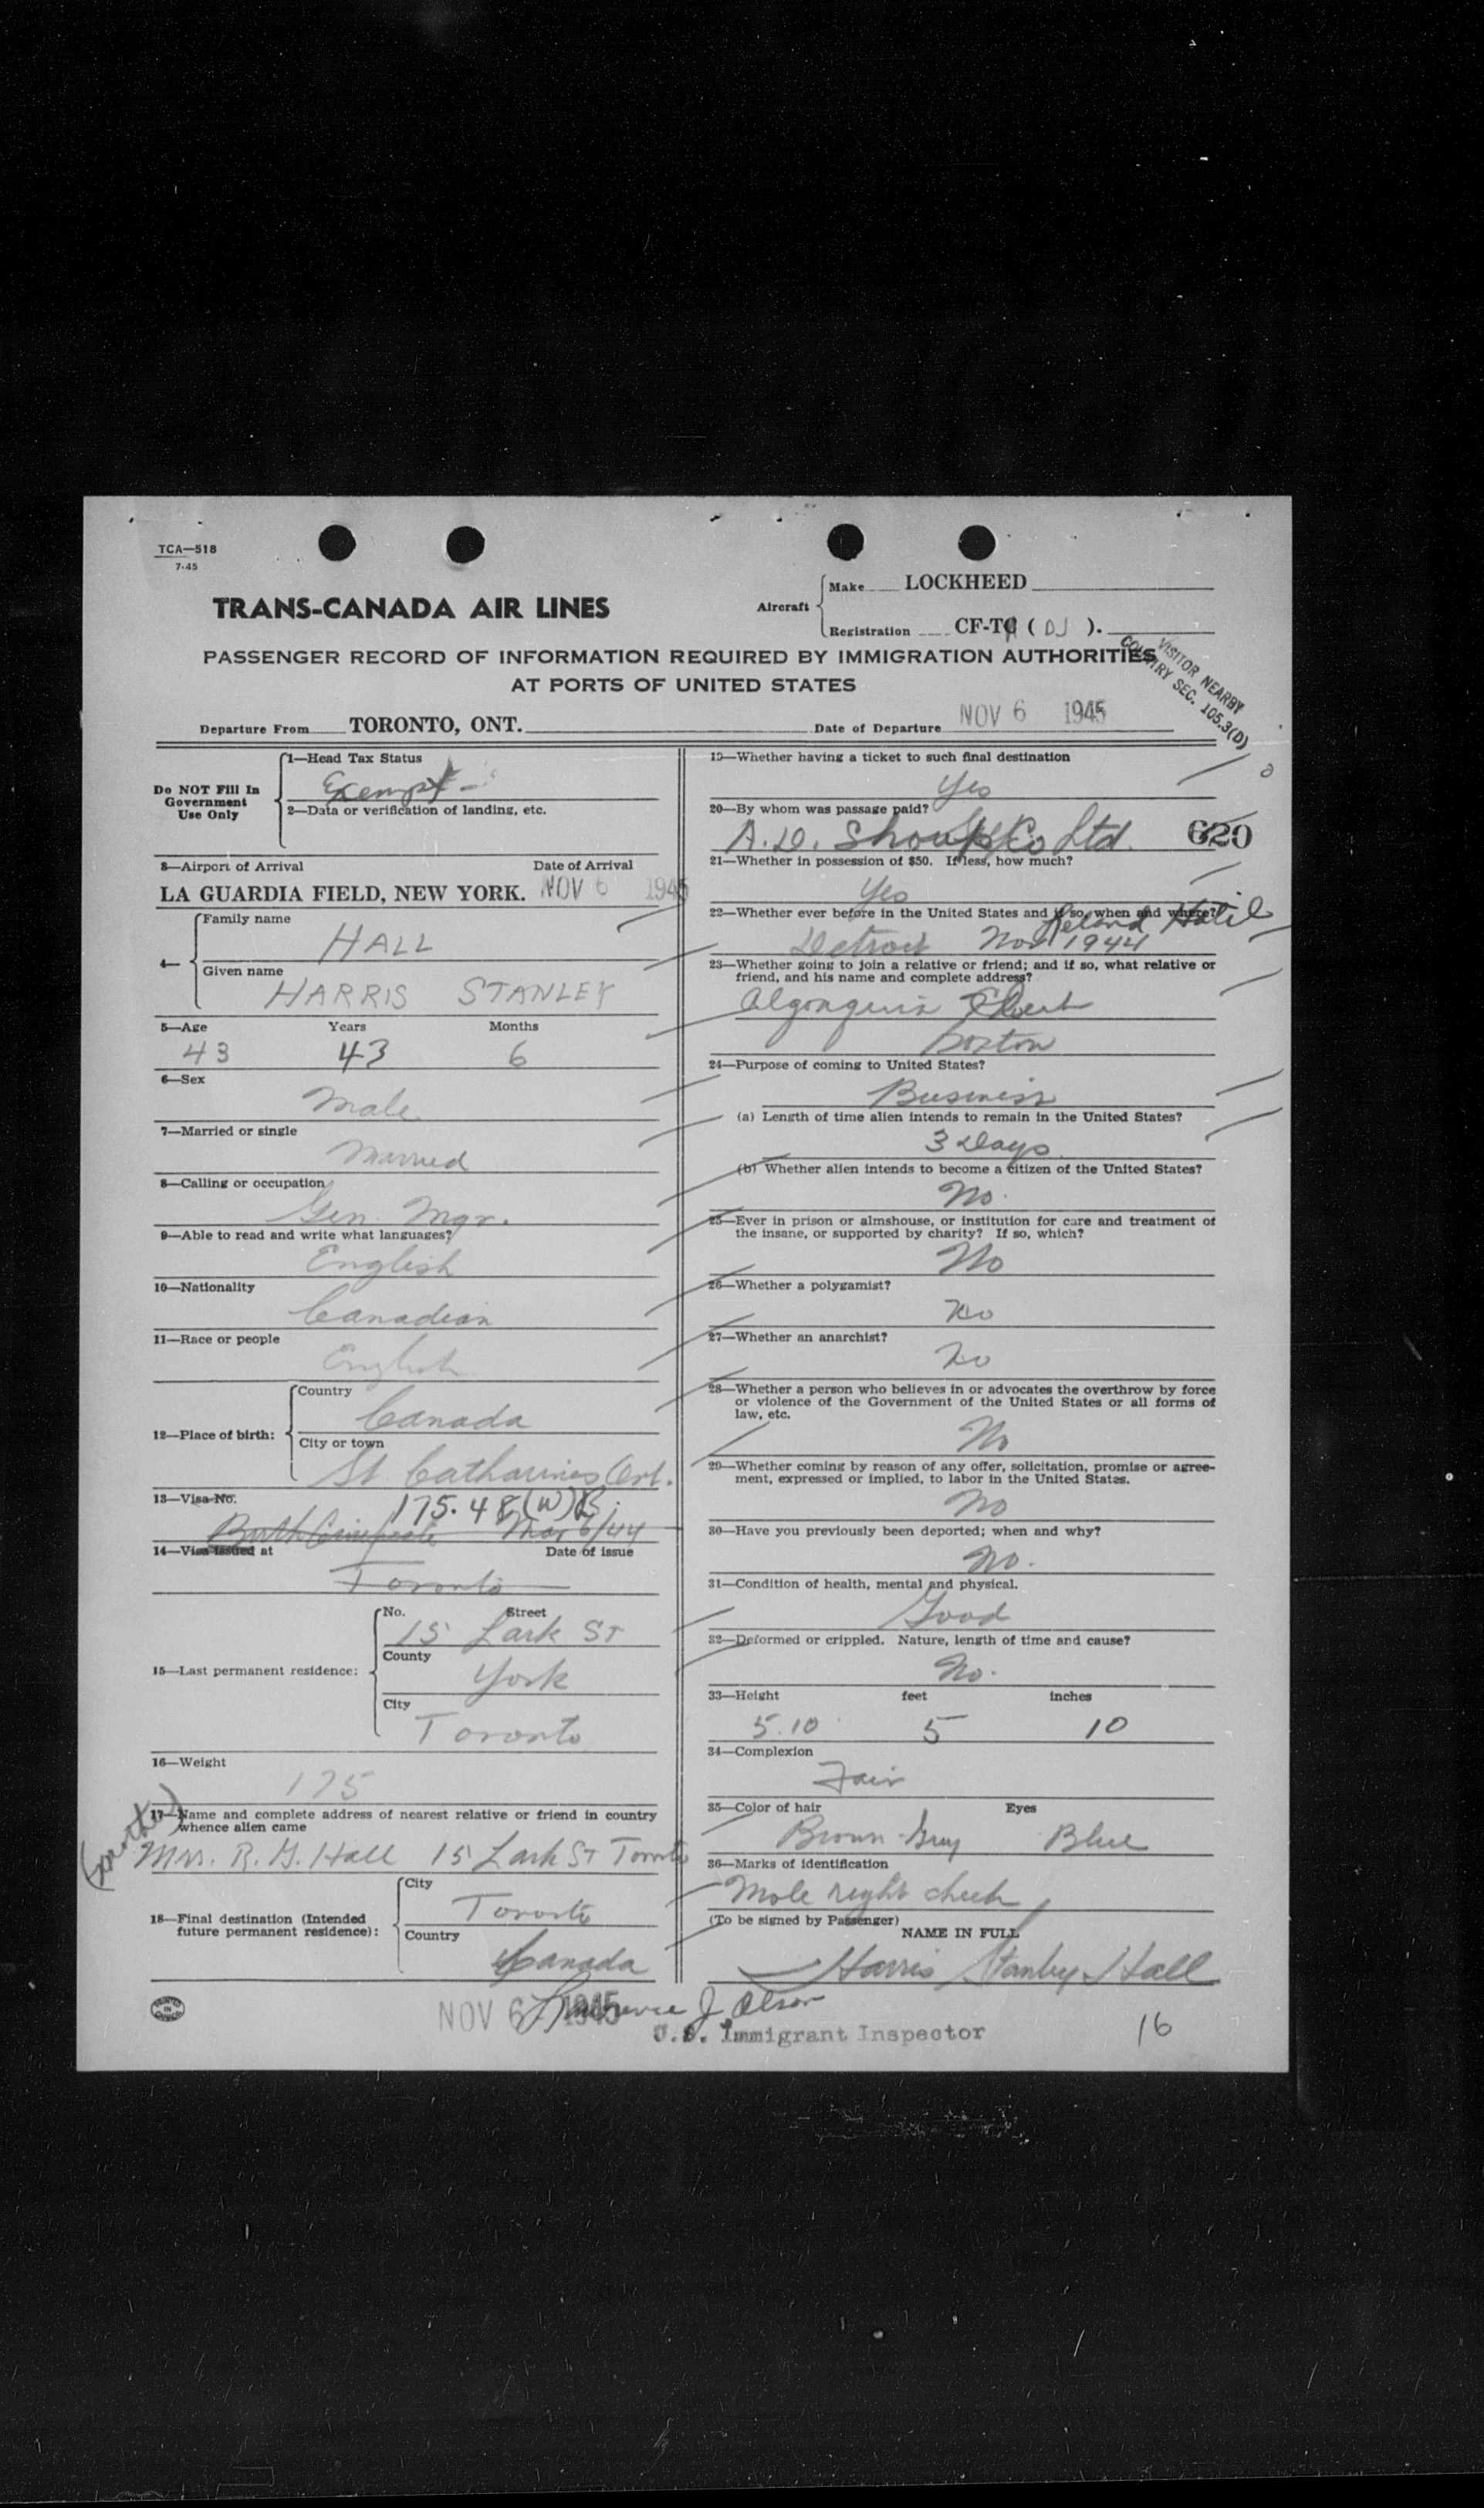 TCA—518
7-45
TRANS-CANADA AIR LINES
Aircraft
Make LOCKHEED
Registration CF-TC ( DJ ).
PASSENGER RECORD OF INFORMATION REQUIRED BY IMMIGRATION AUTHORITIES
AT PORTS OF UNITED STATES
VISITOR NEARBY
COUNTRY SEC. 105.3(D)
Departure From TORONTO, ONT. Date of Departure NOV 6 1945
Do NOT Fill In
Government
Use Only
1—Head Tax Status
Exempt
2—Data or verification of landing, etc.
3—Airport of Arrival Date of Arrival
LA GUARDIA FIELD, NEW YORK. NOV 6 1945
4—
Family name
HALL
Given name
HARRIS STANLEY
5—Age Years Months
43 43 6
6—Sex
Male
7—Married or single
Married
8—Calling or occupation
Gen. Mgr.
9—Able to read and write what languages?
English
10—Nationality
Canadian
11—Race or people
English
12—Place of birth:
Country
Canada
City or town
St Catharines Ont.
13—Visa No.
175.48(W)B
Birth Certificate Mar 6/44
14—Visa issued at Date of issue
Toronto
15—Last permanent residence:
No. Street
15 Lark ST
County
York
City
Toronto
16—Weight
175
17—Name and complete address of nearest relative or friend in country
whence alien came
(mother)
Mrs. R. G. Hall 15 Lark ST Toronto
18—Final destination (Intended
future permanent residence):
City
Toronto
Country
Canada
19—Whether having a ticket to such final destination
Yes
20—By whom was passage paid?
A.D. Shoup Co Ltd. 620
21—Whether in possession of $50. If less, how much?
Yes
22—Whether ever before in the United States and if so, when and where?
Leland Hotel
Detroit Nov 1944
23—Whether going to join a relative or friend; and if so, what relative or
friend, and his name and complete address?
Algonquin
Boston
24—Purpose of coming to United States?
Business
(a) Length of time alien intends to remain in the United States?
3 Days
(b) Whether alien intends to become a citizen of the United States?
No.
25—Ever in prison or almshouse, or institution for care and treatment of
the insane, or supported by charity? If so, which?
No
26—Whether a polygamist?
No
27—Whether an anarchist?
No
28—Whether a person who believes in or advocates the overthrow by force
or violence of the Government of the United States or all forms of
law, etc.
No
29—Whether coming by reason of any offer, solicitation, promise or agree-
ment, expressed or implied, to labor in the United States.
No
30—Have you previously been deported; when and why?
No.
31—Condition of health, mental and physical.
Good
32—Deformed or crippled. Nature, length of time and cause?
No.
33—Height feet inches
5.10 5 10
34—Complexion
Fair
35—Color of hair Eyes
Brown-Grey Blue
36—Marks of identification
Mole right cheek
(To be signed by Passenger)
NAME IN FULL
Harris Stanley Hall
PRINTED
IN
CANADA
NOV 6 1945 Lawrence J Olson
U.S. Immigrant Inspector
16